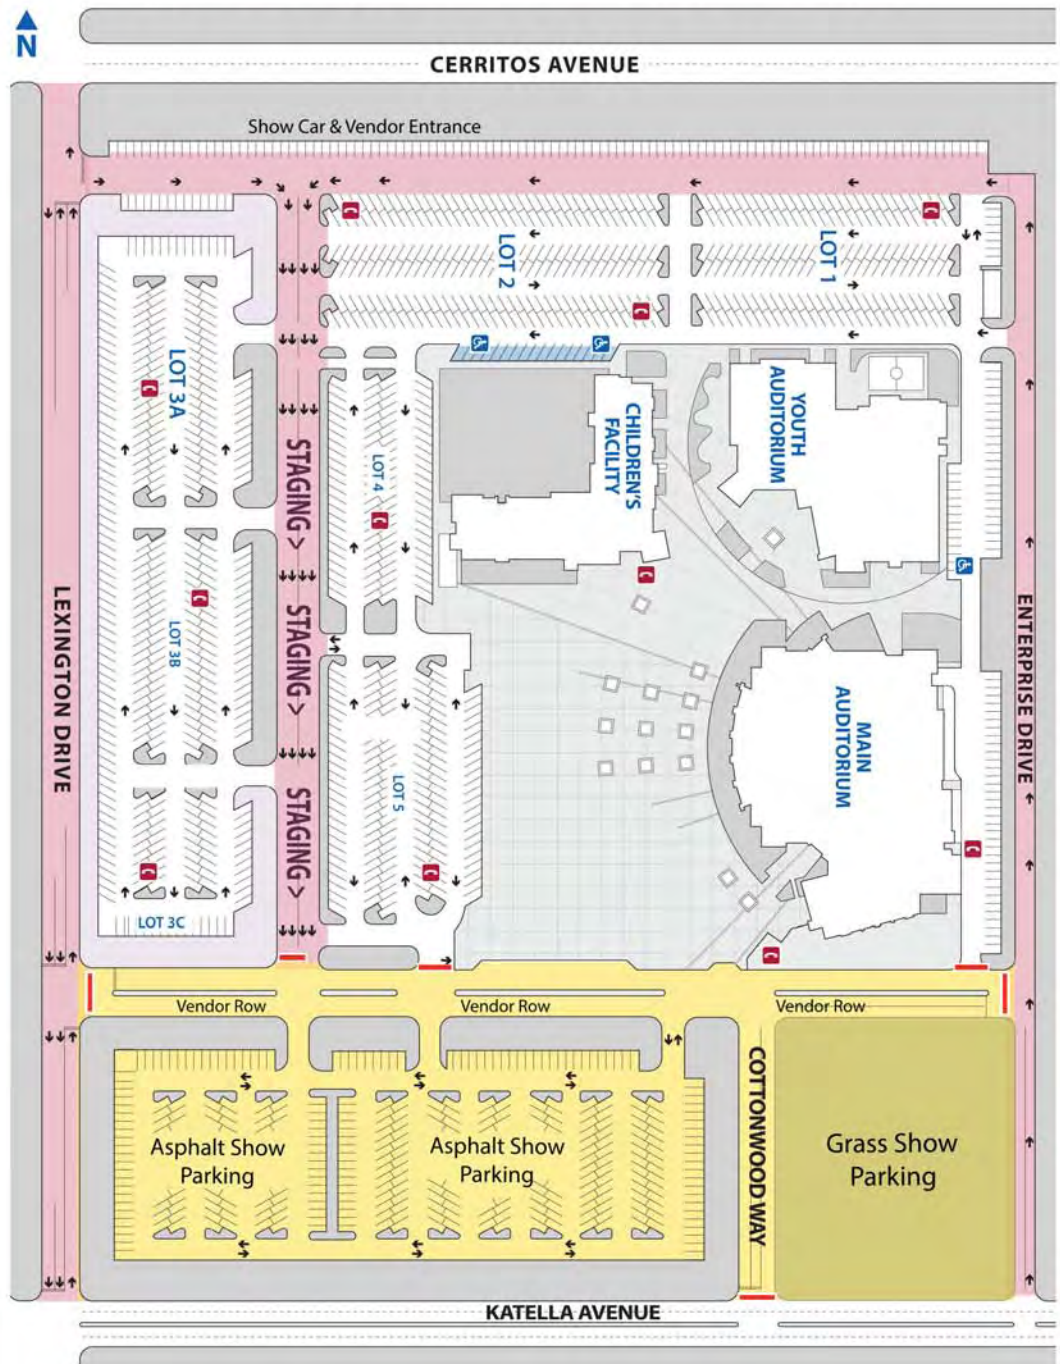 N
CERRITOS AVENUE
Show Car & Vendor Entrance
LOT 2
LOT 1
LOT 3A
LOT 4
STAGING >
CHILDREN'S
FACILITY
YOUTH
AUDITORIUM
LEXINGTON DRIVE
LOT 3B
STAGING >
ENTERPRISE DRIVE
MAIN
AUDITORIUM
LOT 5
STAGING >
LOT 3C
Vendor Row
Vendor Row
Vendor Row
COTTONWOOD WAY
Asphalt Show
Parking
Asphalt Show
Parking
Grass Show
Parking
KATELLA AVENUE